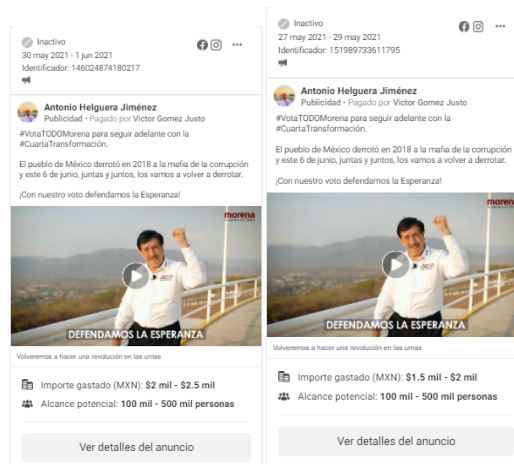 Inactivo
30 may 2021 - 1 jun 2021
Identificador: 146024874180217
Antonio Helguera Jiménez
Publicidad • Pagado por Victor Gomez Justo
#VotaTODOMorena para seguir adelante con la
#CuartaTransformación.
El pueblo de México derrotó en 2018 a la mafia de la corrupción
y este 6 de junio, juntas y juntos, los vamos a volver a derrotar.
¡Con nuestro voto defendamos la Esperanza!
morena
DEFENDAMOS LA ESPERANZA
Volveremos a hacer una revolución en las urnas
Importe gastado (MXN): $2 mil - $2.5 mil
Alcance potencial: 100 mil - 500 mil personas
Ver detalles del anuncio
Inactivo
27 may 2021 - 29 may 2021
Identificador: 151989733611795
Antonio Helguera Jiménez
Publicidad • Pagado por Victor Gomez Justo
#VotaTODOMorena para seguir adelante con la
#CuartaTransformación.
El pueblo de México derrotó en 2018 a la mafia de la corrupción
y este 6 de junio, juntas y juntos, los vamos a volver a derrotar.
¡Con nuestro voto defendamos la Esperanza!
morena
DEFENDAMOS LA ESPERANZA
Volveremos a hacer una revolución en las urnas
Importe gastado (MXN): $1.5 mil - $2 mil
Alcance potencial: 100 mil - 500 mil personas
Ver detalles del anuncio